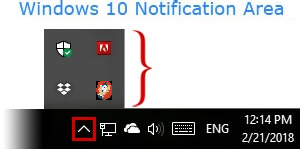 Windows 10 Notification Area
12:14 PM
ENG
2/21/2018